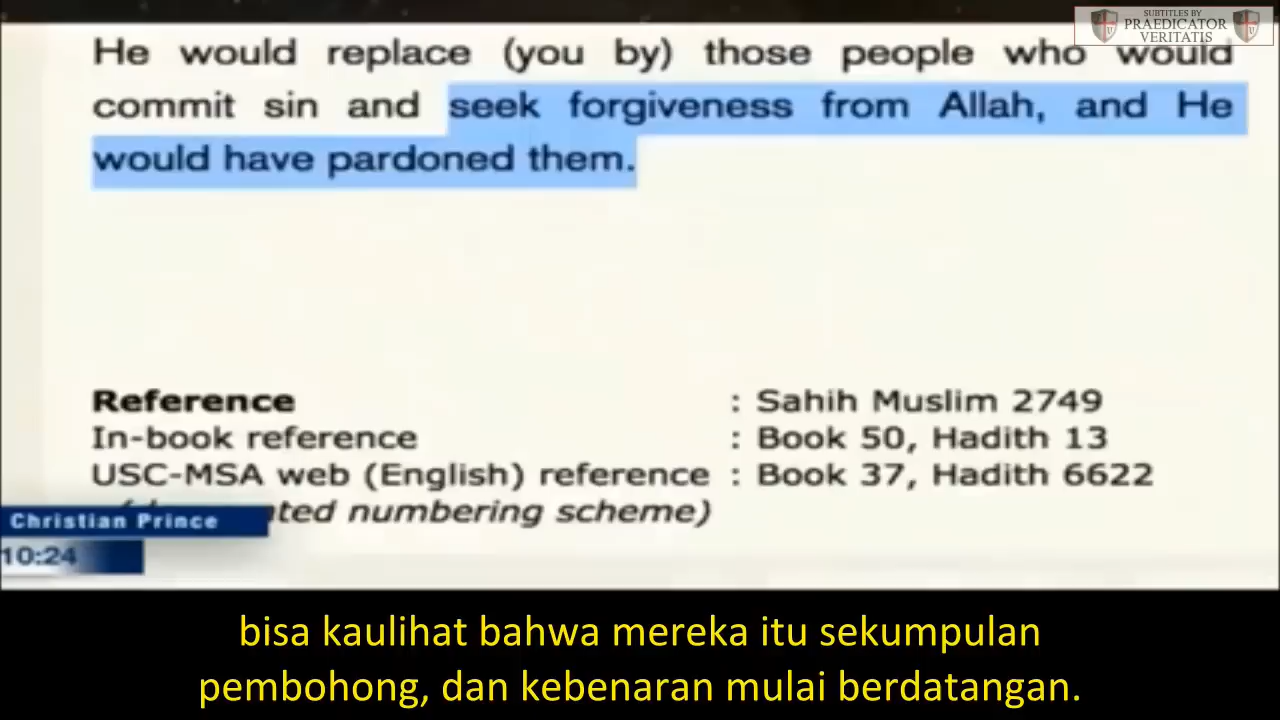 SUBTITLES BY
PRAEDICATOR
VERITATIS
He would replace (you by) those people who would
commit sin and seek forgiveness from Allah, and He
would have pardoned them.
Reference : Sahih Muslim 2749
In-book reference : Book 50, Hadith 13
USC-MSA web (English) reference : Book 37, Hadith 6622
numbering scheme)
Christian Prince
10:24
bisa kaulihat bahwa mereka itu sekumpulan
pembohong, dan kebenaran mulai berdatangan.